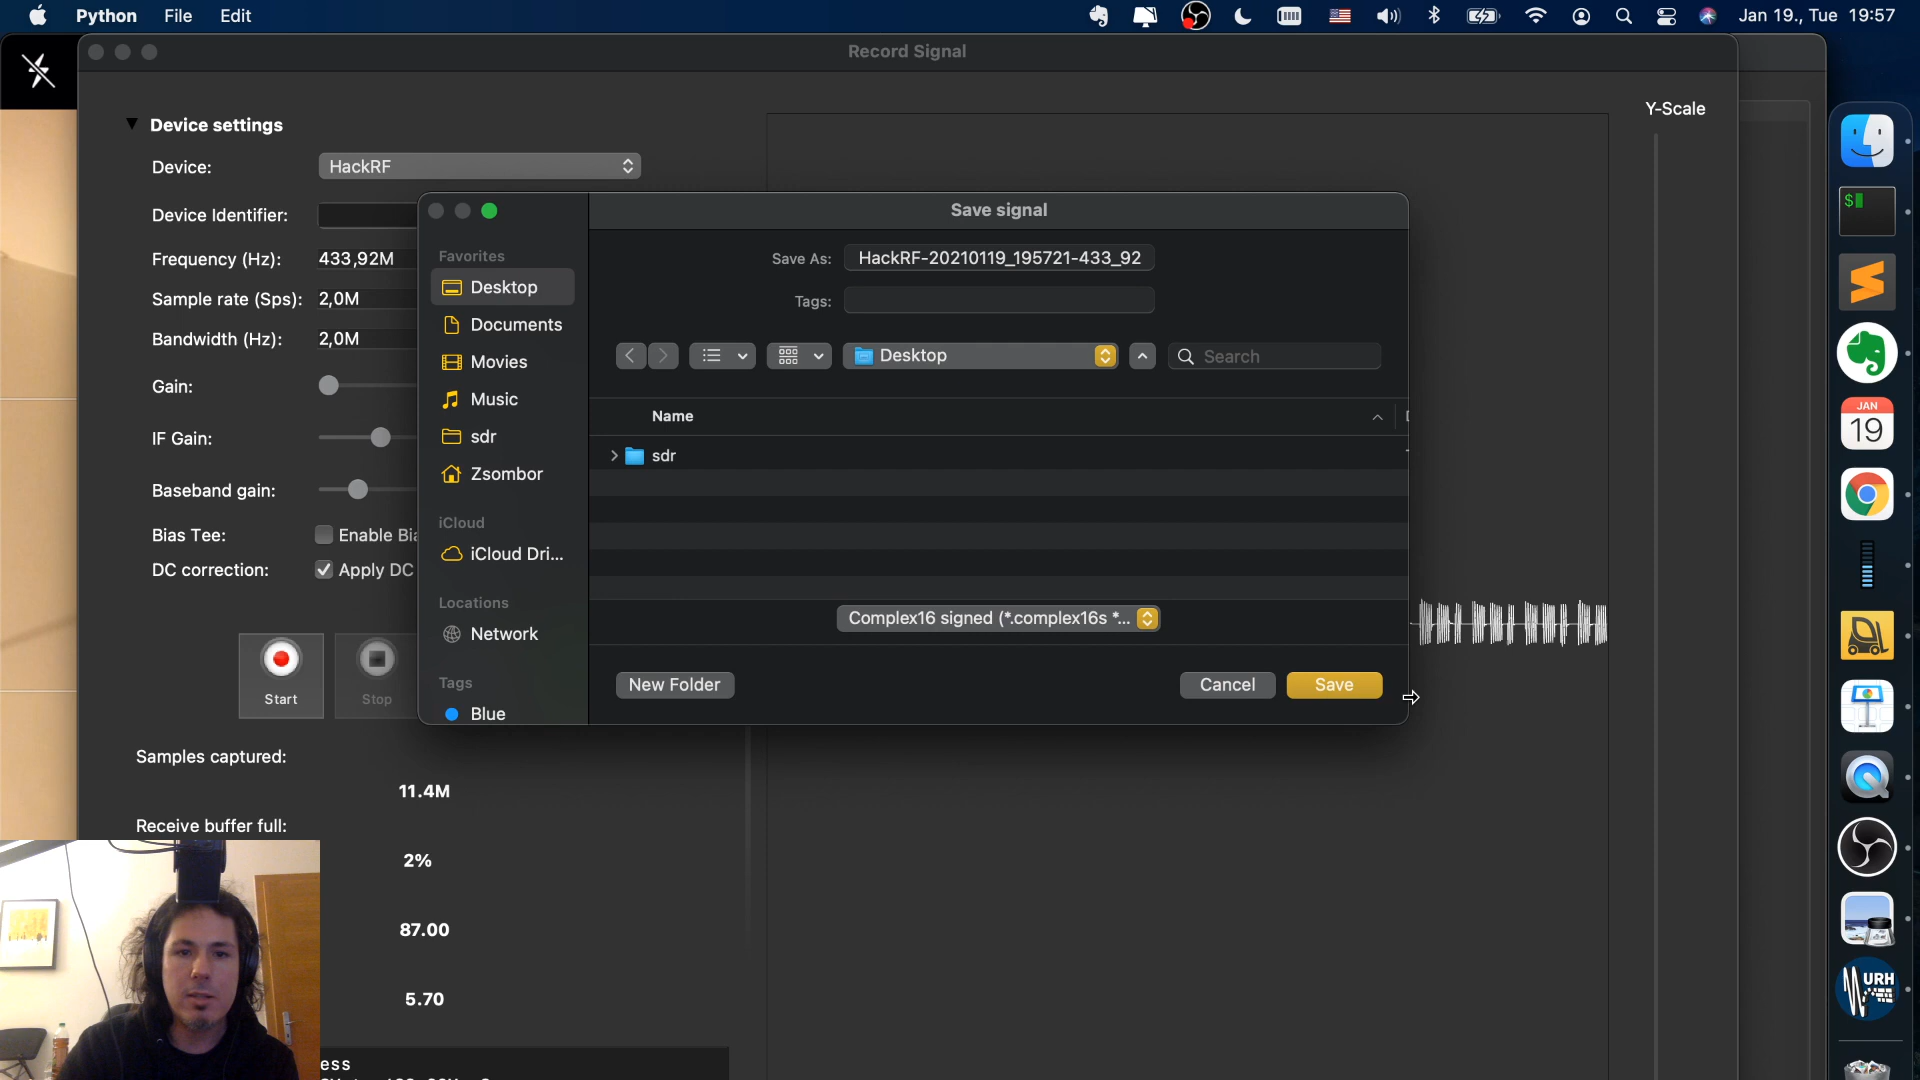 Python File Edit
Jan 19., Tue 19:57
Record Signal
Y-Scale
Device settings
Device: HackRF
Device Identifier:
Frequency (Hz): 433,92M
Sample rate (Sps): 2,0M
Bandwidth (Hz): 2,0M
Gain:
IF Gain:
Baseband gain:
Bias Tee: Enable Bia
DC correction: Apply DC
Start
Stop
Samples captured:
11.4M
Receive buffer full:
2%
87.00
5.70
ess
Save signal
Favorites
Desktop
Documents
Movies
Music
sdr
Zsombor
iCloud
iCloud Dri...
Locations
Network
Tags
Blue
Save As: HackRF-20210119_195721-433_92
Tags:
Desktop
Search
Name
sdr
Complex16 signed (*.complex16s *...
New Folder
Cancel
Save
$
JAN
19
URH